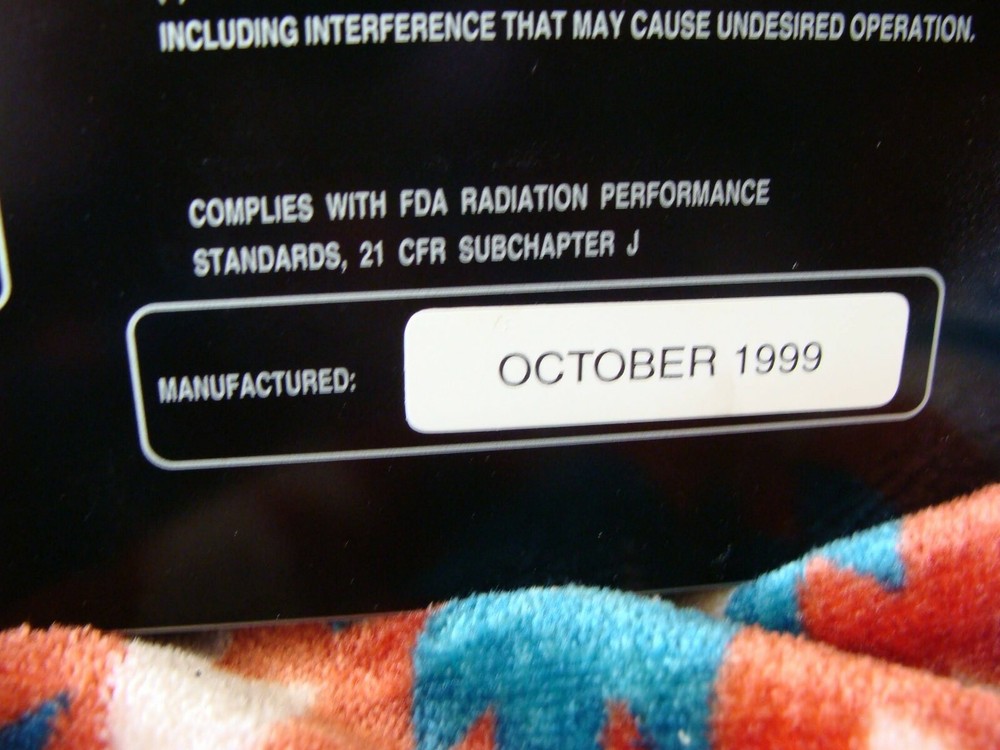 INCLUDING INTERFERENCE THAT MAY CAUSE UNDESIRED OPERATION.
COMPLIES WITH FDA RADIATION PERFORMANCE
STANDARDS, 21 CFR SUBCHAPTER J
MANUFACTURED: OCTOBER 1999